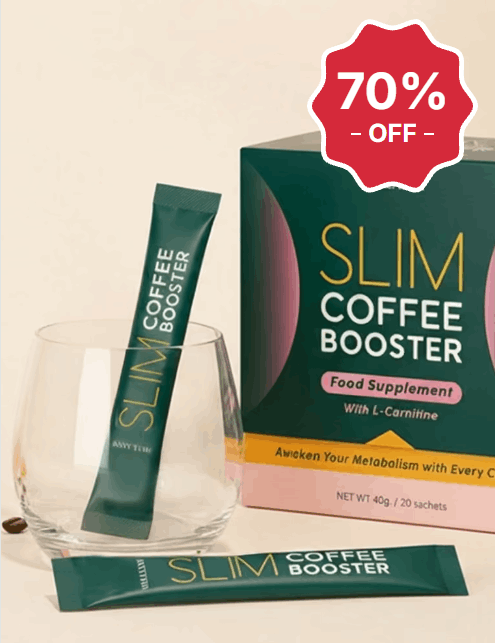 70%
– OFF –
SLIM
COFFEE
BOOSTER
Food Supplement
With L-Carnitine
Awaken Your Metabolism with Every C
NET WT 40g. / 20 sachets
SLIM COFFEE
BOOSTER
SLIM COFFEE
BOOSTER